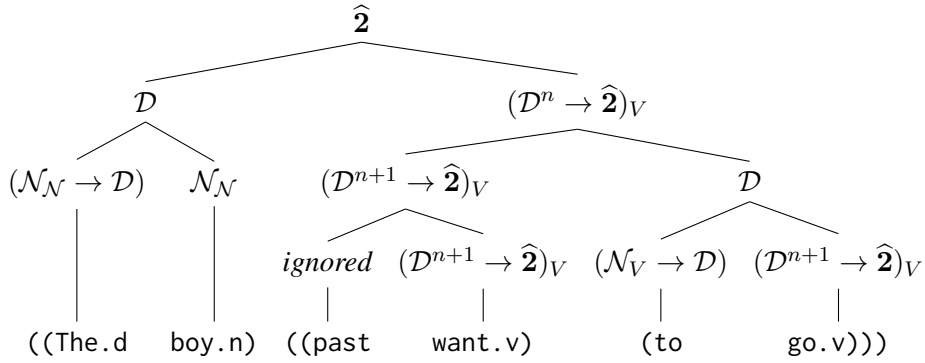 𝟐̂
𝒟 (𝒟ⁿ → 𝟐̂)_V
(𝒩_𝒩 → 𝒟) 𝒩_𝒩 (𝒟ⁿ⁺¹ → 𝟐̂)_V 𝒟
ignored (𝒟ⁿ⁺¹ → 𝟐̂)_V (𝒩_V → 𝒟) (𝒟ⁿ⁺¹ → 𝟐̂)_V
((The.d boy.n) ((past want.v) (to go.v)))